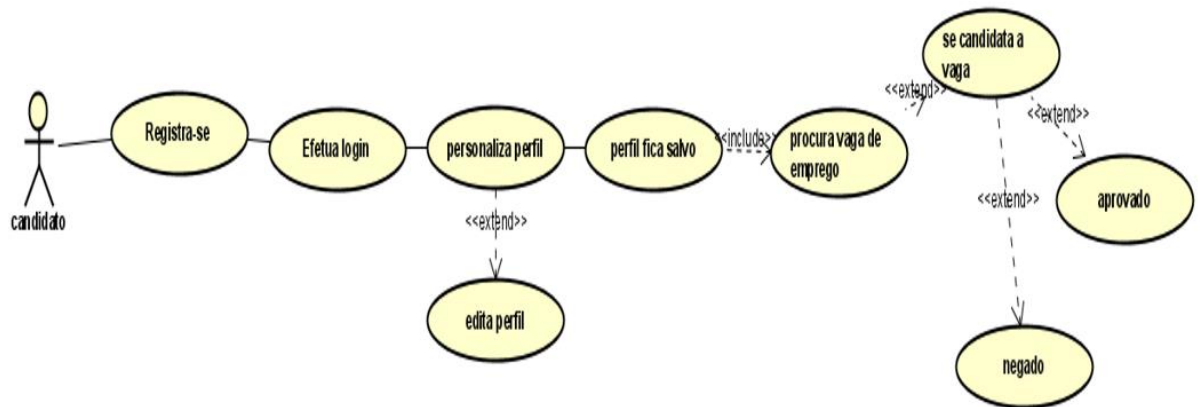 se candidata a
vaga
<<extend>>
<<extend>>
Registra-se
Efetua login
personaliza perfil
perfil fica salvo
<<include>>
procura vaga de
emprego
candidato
<<extend>>
<<extend>>
aprovado
edita perfil
negado